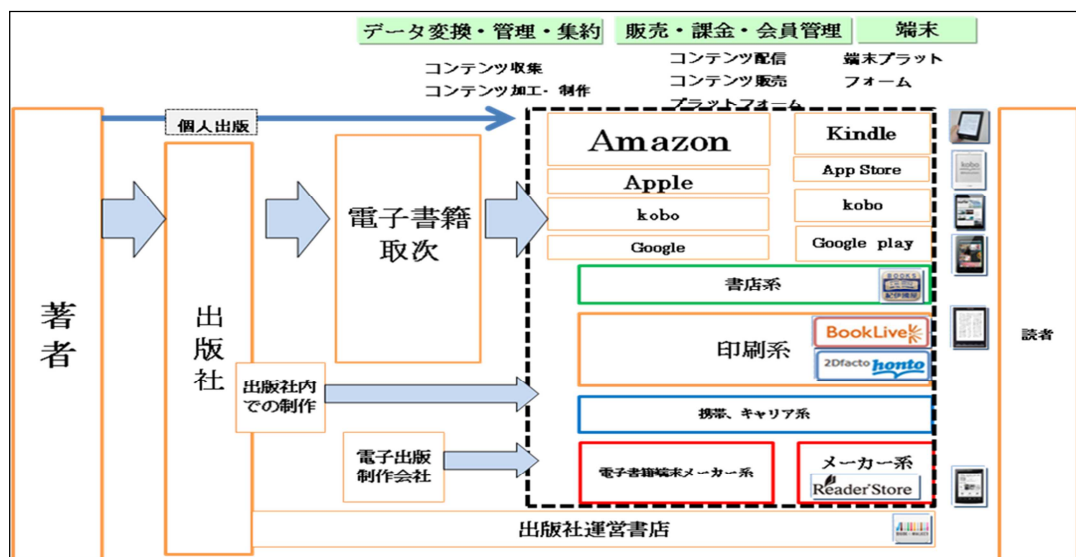 データ変換・管理・集約
販売・課金・会員管理
端末
コンテンツ収集
コンテンツ加工・制作
コンテンツ配信
コンテンツ販売
プラットフォーム
端末プラット
フォーム
個人出版
著者
出版社
電子書籍
取次
出版社内
での制作
電子出版
制作会社
Amazon
Kindle
Apple
App Store
kobo
kobo
Google
Google play
書店系
BOOKS
紀伊國屋
印刷系
BookLive
2Dfacto honto
携帯、キャリア系
電子書籍端末メーカー系
メーカー系
Reader Store
出版社運営書店
読者
kobo